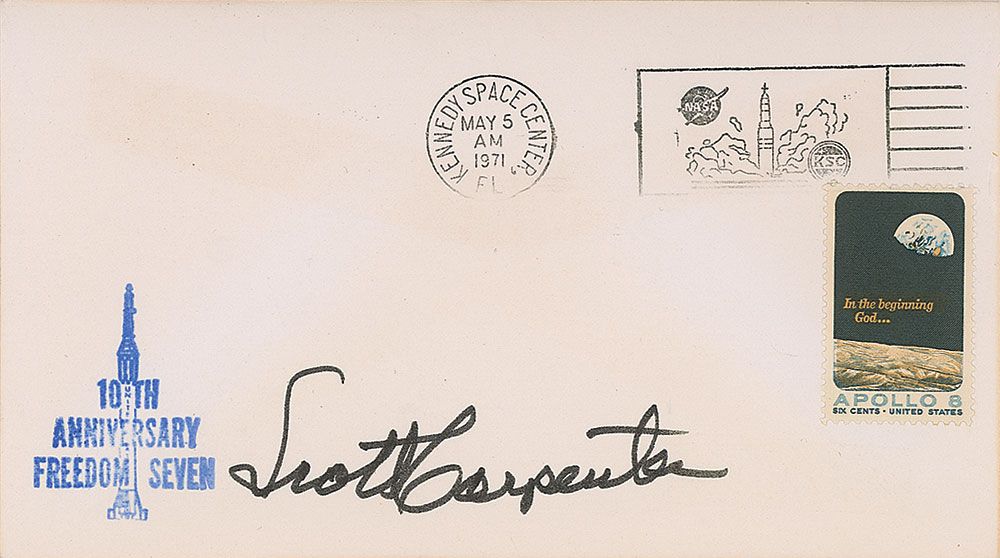 KENNEDY SPACE CENTER
MAY 5
AM
1971
FL
NASA
KSC
In the beginning
God...
APOLLO 8
SIX CENTS · UNITED STATES
10TH
UNITED
ANNIVERSARY
FREEDOM SEVEN
Scott Carpenter